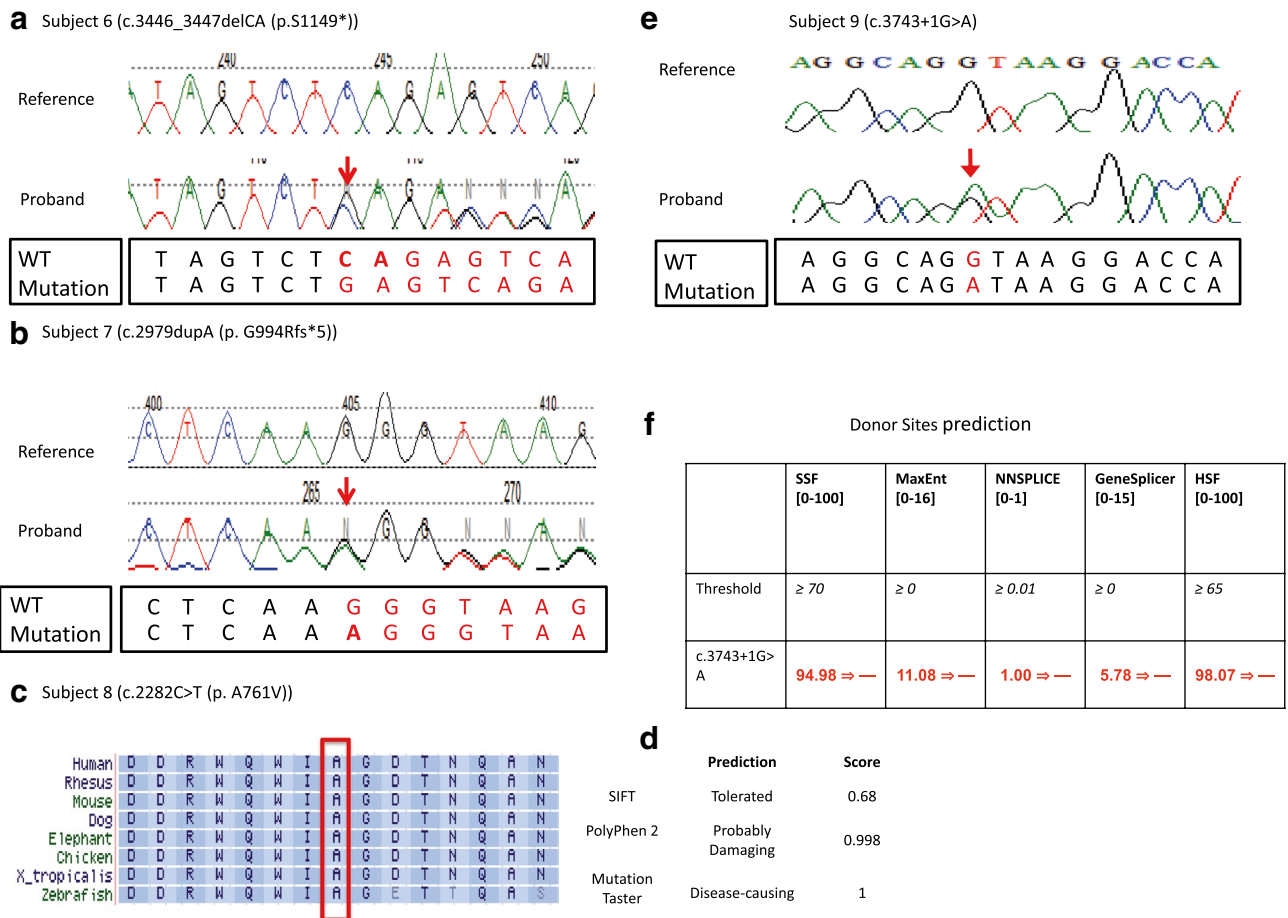 a Subject 6 (c.3446_3447delCA (p.S1149*))
240 245 250
Reference
T A G T C T C A G A G T C A
Proband
T A G T C T N A G A N N N A
WT T A G T C T C A G A G T C A
Mutation T A G T C T G A G T C A G A
b Subject 7 (c.2979dupA (p. G994Rfs*5))
400 405 410
Reference
C T C A A G G G T A A G
265 270
Proband
C T C A A N G G N N A N
WT C T C A A G G G T A A G
Mutation C T C A A A G G G T A A
c Subject 8 (c.2282C>T (p. A761V))
Human D D R W Q W I A G D T N Q A N
Rhesus D D R W Q W I A G D T N Q A N
Mouse D D R W Q W I A G D T N Q A N
Dog D D R W Q W I A G D T N Q A N
Elephant D D R W Q W I A G D T N Q A N
Chicken D D R W Q W I A G D T N Q A N
X_tropicalis D D R W Q W I A G D T N Q A N
Zebrafish D D R W Q W I A G E T T Q A S
d
Prediction Score
SIFT Tolerated 0.68
PolyPhen 2 Probably Damaging 0.998
Mutation Taster Disease-causing 1
e Subject 9 (c.3743+1G>A)
Reference
A G G C A G G T A A G G A C C A
Proband
WT A G G C A G G T A A G G A C C A
Mutation A G G C A G A T A A G G A C C A
f Donor Sites prediction
SSF [0-100] MaxEnt [0-16] NNSPLICE [0-1] GeneSplicer [0-15] HSF [0-100]
Threshold ≥ 70 ≥ 0 ≥ 0.01 ≥ 0 ≥ 65
c.3743+1G>A 94.98 ⇒ — 11.08 ⇒ — 1.00 ⇒ — 5.78 ⇒ — 98.07 ⇒ —